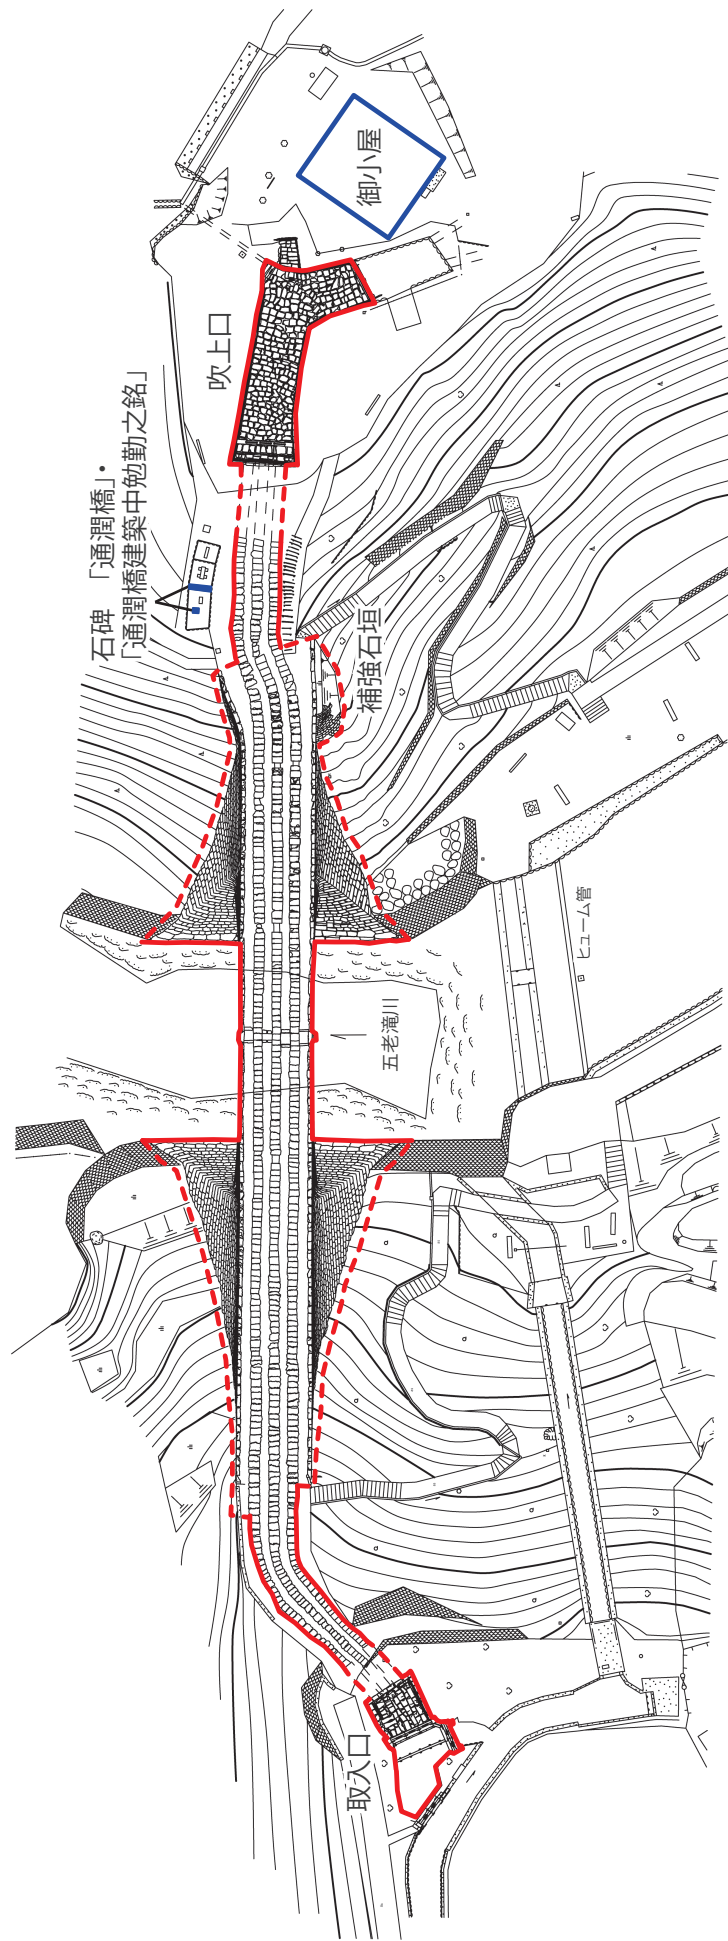 御小屋
吹上口
石碑 「通潤橋」・
「通潤橋建築中勉勤之銘」
補強石垣
ヒューム管
五老滝川
取入口